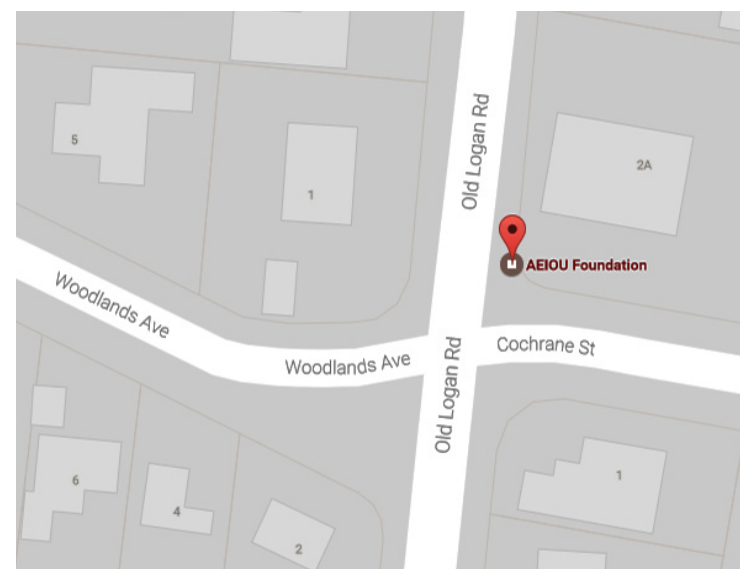 Old Logan Rd
5
2A
1
AEIOU Foundation
Woodlands Ave
Cochrane St
Woodlands Ave
Old Logan Rd
1
6
4
2